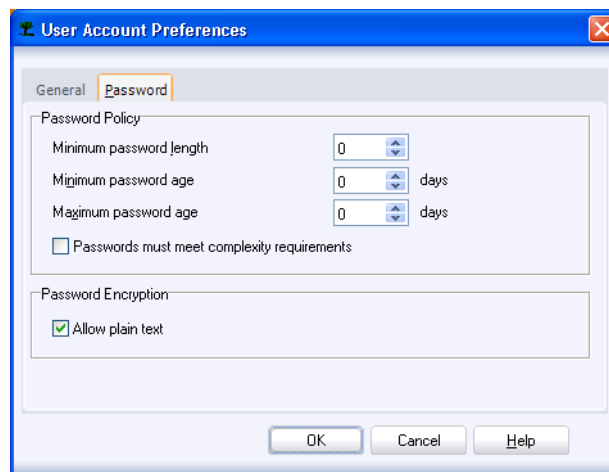 User Account Preferences
General Password
Password Policy
Minimum password length 0
Minimum password age 0 days
Maximum password age 0 days
Passwords must meet complexity requirements
Password Encryption
Allow plain text
OK Cancel Help